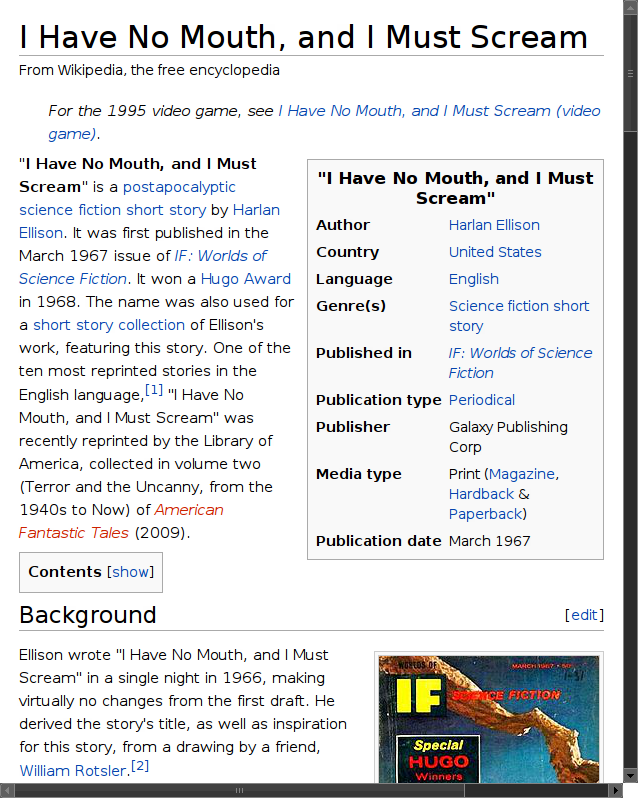 I Have No Mouth, and I Must Scream
From Wikipedia, the free encyclopedia
For the 1995 video game, see I Have No Mouth, and I Must Scream (video
game).
"I Have No Mouth, and I Must
Scream" is a postapocalyptic
science fiction short story by Harlan
Ellison. It was first published in the
March 1967 issue of IF: Worlds of
Science Fiction. It won a Hugo Award
in 1968. The name was also used for
a short story collection of Ellison's
work, featuring this story. One of the
ten most reprinted stories in the
English language,[1] "I Have No
Mouth, and I Must Scream" was
recently reprinted by the Library of
America, collected in volume two
(Terror and the Uncanny, from the
1940s to Now) of American
Fantastic Tales (2009).
"I Have No Mouth, and I Must
Scream"
Author Harlan Ellison
Country United States
Language English
Genre(s) Science fiction short
story
Published in IF: Worlds of Science
Fiction
Publication type Periodical
Publisher Galaxy Publishing
Corp
Media type Print (Magazine,
Hardback &
Paperback)
Publication date March 1967
Contents [show]
Background [edit]
Ellison wrote "I Have No Mouth, and I Must
Scream" in a single night in 1966, making
virtually no changes from the first draft. He
derived the story's title, as well as inspiration
for this story, from a drawing by a friend,
William Rotsler.[2]
WORLDS OF
MARCH 1967
IF SCIENCE FICTION
Special
HUGO
Winners